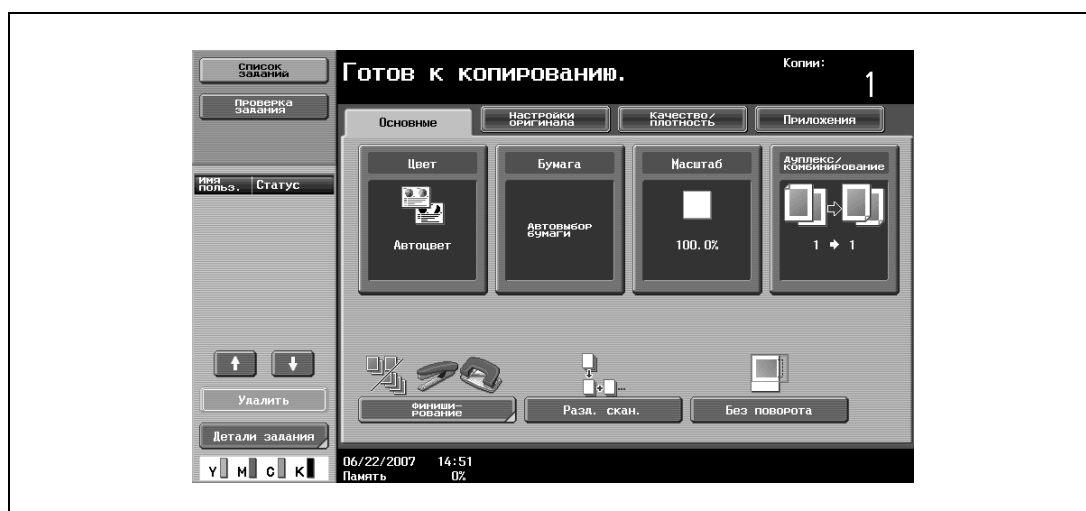 Список
заданий
Проверка
задания
Имя
польз.
Статус
Удалить
Детали задания
Y M C K
Готов к копированию.
Копии:
1
Основные
Настройки
оригинала
Качество/
плотность
Приложения
Цвет
Автоцвет
Бумага
Автовыбор
бумаги
Масштаб
100.0%
Дуплекс/
комбинирование
1 → 1
Финиши-
рование
Разд. скан.
Без поворота
06/22/2007 14:51
Память 0%